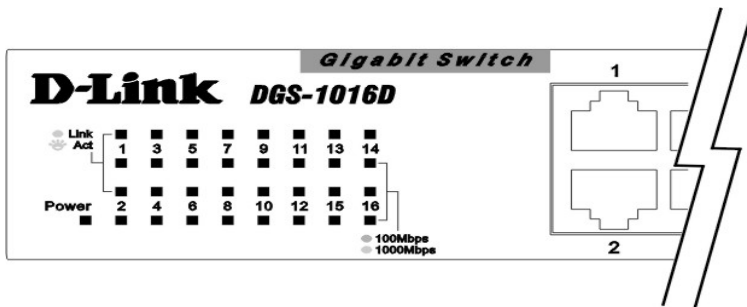 Gigabit Switch
D-Link DGS-1016D
1
Link
Act
1 3 5 7 9 11 13 14
Power 2 4 6 8 10 12 15 16
100Mbps
1000Mbps
2